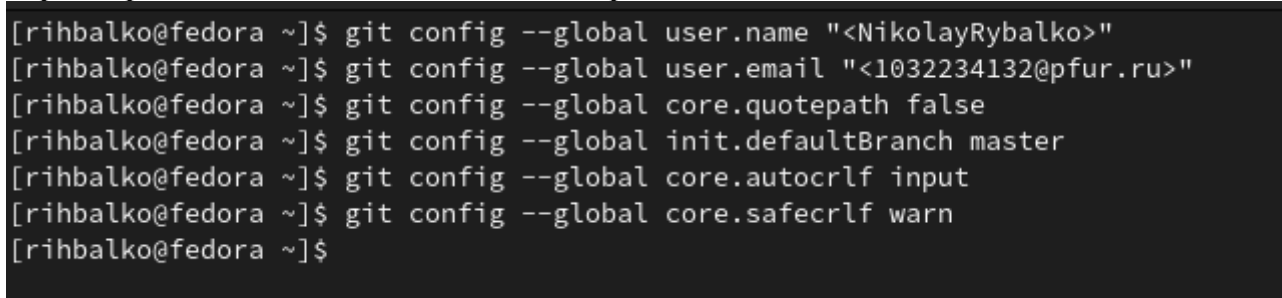 [rihbalko@fedora ~]$ git config --global user.name "<NikolayRybalko>"
[rihbalko@fedora ~]$ git config --global user.email "<1032234132@pfur.ru>"
[rihbalko@fedora ~]$ git config --global core.quotepath false
[rihbalko@fedora ~]$ git config --global init.defaultBranch master
[rihbalko@fedora ~]$ git config --global core.autocrlf input
[rihbalko@fedora ~]$ git config --global core.safecrlf warn
[rihbalko@fedora ~]$